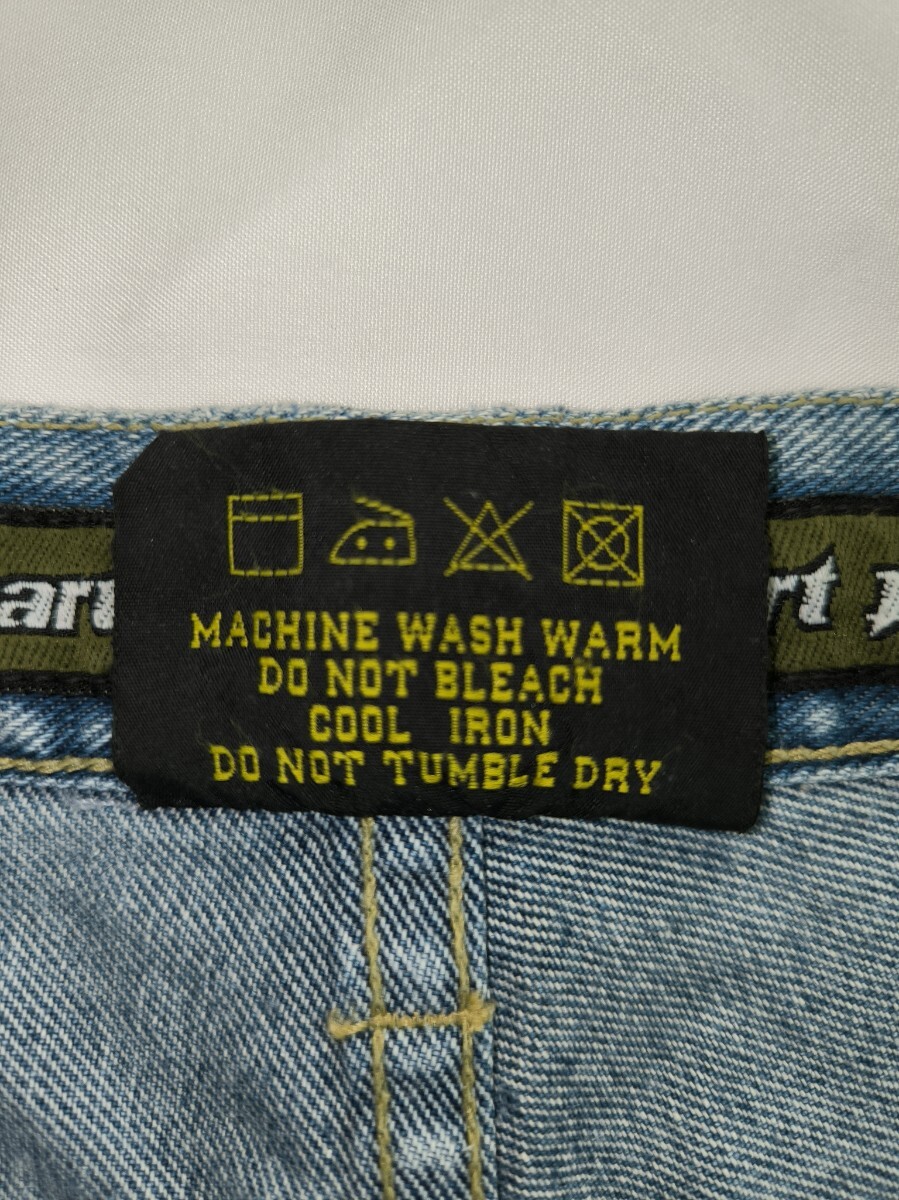 MACHINE WASH WARM
DO NOT BLEACH
COOL IRON
DO NOT TUMBLE DRY